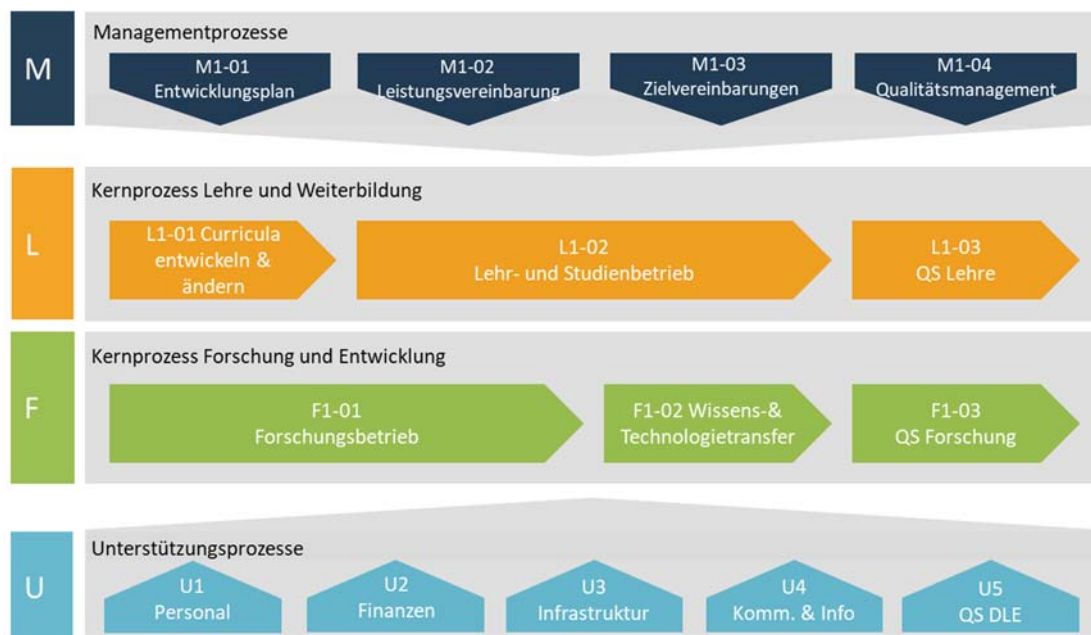 M
Managementprozesse
M1-01
Entwicklungsplan
M1-02
Leistungsvereinbarung
M1-03
Zielvereinbarungen
M1-04
Qualitätsmanagement
L
Kernprozess Lehre und Weiterbildung
L1-01 Curricula
entwickeln &
ändern
L1-02
Lehr- und Studienbetrieb
L1-03
QS Lehre
F
Kernprozess Forschung und Entwicklung
F1-01
Forschungsbetrieb
F1-02 Wissens-&
Technologietransfer
F1-03
QS Forschung
U
Unterstützungsprozesse
U1
Personal
U2
Finanzen
U3
Infrastruktur
U4
Komm. & Info
U5
QS DLE